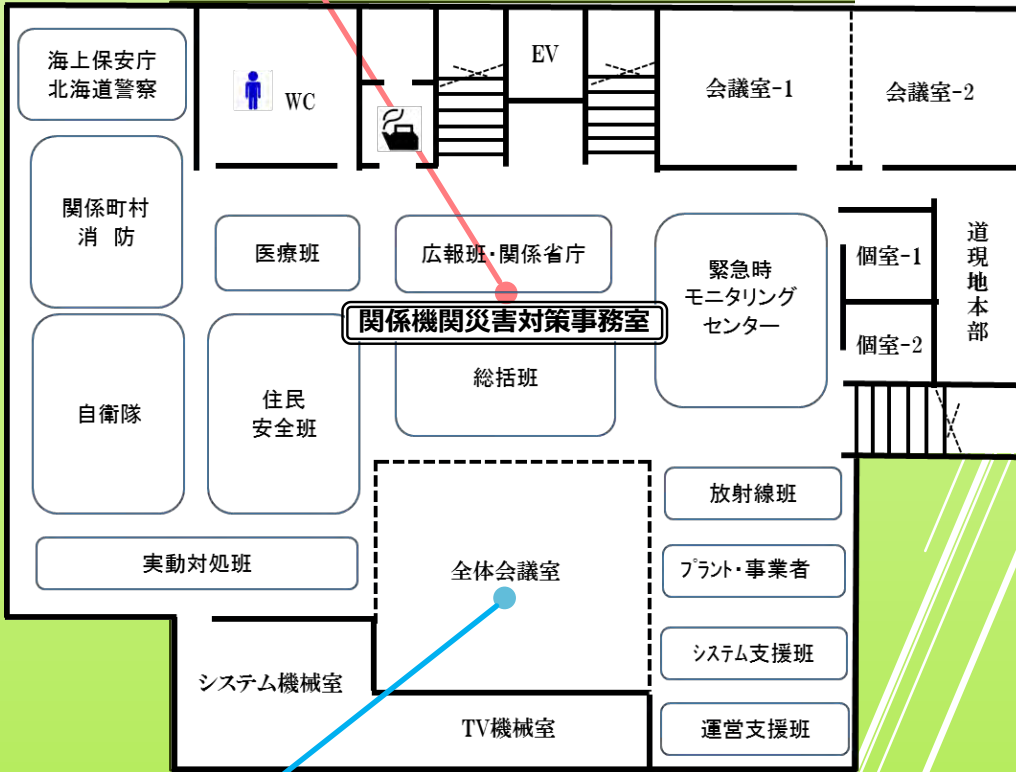 海上保安庁
北海道警察
WC
EV
会議室-1
会議室-2
関係町村
消 防
医療班
広報班・関係省庁
緊急時
モニタリング
センター
個室-1
個室-2
道現地本部
関係機関災害対策事務室
総括班
自衛隊
住民
安全班
放射線班
実動対処班
全体会議室
プラント・事業者
システム支援班
システム機械室
TV機械室
運営支援班